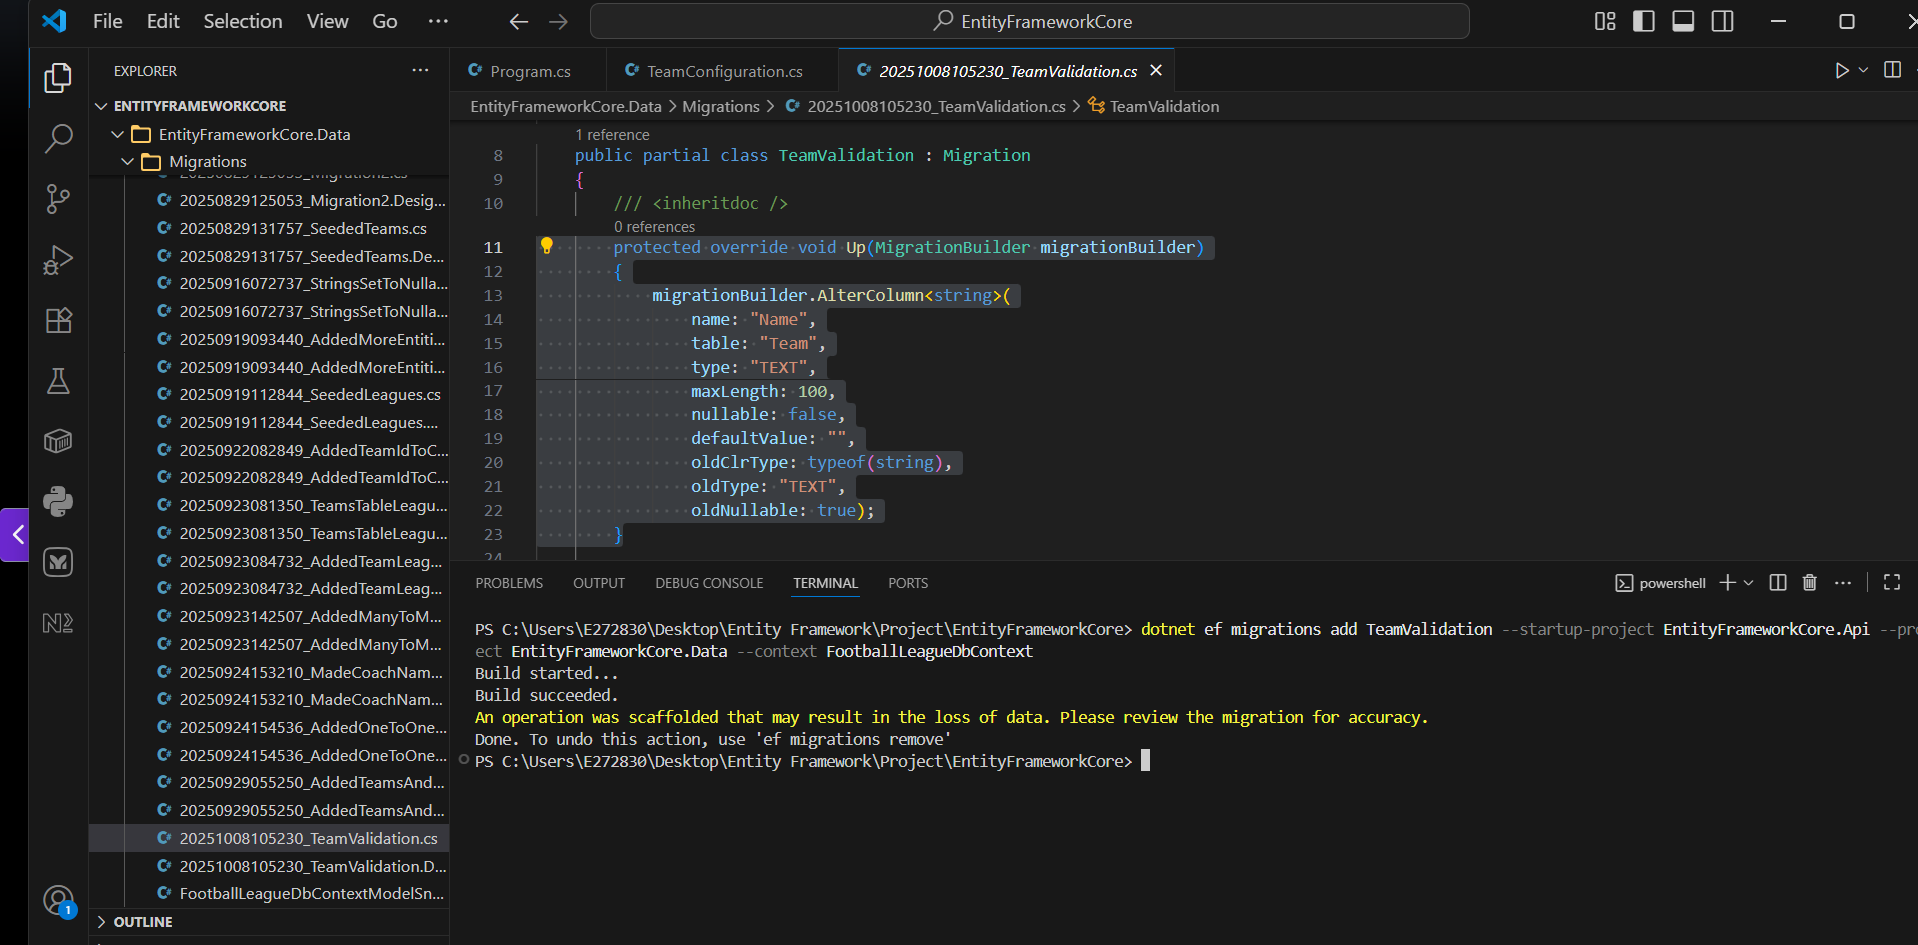 File Edit Selection View Go ···
EntityFrameworkCore
EXPLORER ···
ENTITYFRAMEWORKCORE
EntityFrameworkCore.Data
Migrations
20250829125053_Migration2.cs
20250829125053_Migration2.Desig...
20250829131757_SeededTeams.cs
20250829131757_SeededTeams.De...
20250916072737_StringsSetToNulla...
20250916072737_StringsSetToNulla...
20250919093440_AddedMoreEntiti...
20250919093440_AddedMoreEntiti...
20250919112844_SeededLeagues.cs
20250919112844_SeededLeagues....
20250922082849_AddedTeamIdToC...
20250922082849_AddedTeamIdToC...
20250923081350_TeamsTableLeagu...
20250923081350_TeamsTableLeagu...
20250923084732_AddedTeamLeag...
20250923084732_AddedTeamLeag...
20250923142507_AddedManyToM...
20250923142507_AddedManyToM...
20250924153210_MadeCoachNam...
20250924153210_MadeCoachNam...
20250924154536_AddedOneToOne...
20250924154536_AddedOneToOne...
20250929055250_AddedTeamsAnd...
20250929055250_AddedTeamsAnd...
20251008105230_TeamValidation.cs
20251008105230_TeamValidation.D...
FootballLeagueDbContextModelSn...
OUTLINE
1
Program.cs
TeamConfiguration.cs
20251008105230_TeamValidation.cs
EntityFrameworkCore.Data > Migrations > 20251008105230_TeamValidation.cs > TeamValidation
1 reference
8 public partial class TeamValidation : Migration
9 {
10 /// <inheritdoc />
0 references
11 protected override void Up(MigrationBuilder migrationBuilder)
12 {
13 migrationBuilder.AlterColumn<string>(
14 name: "Name",
15 table: "Team",
16 type: "TEXT",
17 maxLength: 100,
18 nullable: false,
19 defaultValue: "",
20 oldClrType: typeof(string),
21 oldType: "TEXT",
22 oldNullable: true);
23 }
24
PROBLEMS OUTPUT DEBUG CONSOLE TERMINAL PORTS
powershell
PS C:\Users\E272830\Desktop\Entity Framework\Project\EntityFrameworkCore> dotnet ef migrations add TeamValidation --startup-project EntityFrameworkCore.Api --pro
ect EntityFrameworkCore.Data --context FootballLeagueDbContext
Build started...
Build succeeded.
An operation was scaffolded that may result in the loss of data. Please review the migration for accuracy.
Done. To undo this action, use 'ef migrations remove'
PS C:\Users\E272830\Desktop\Entity Framework\Project\EntityFrameworkCore>